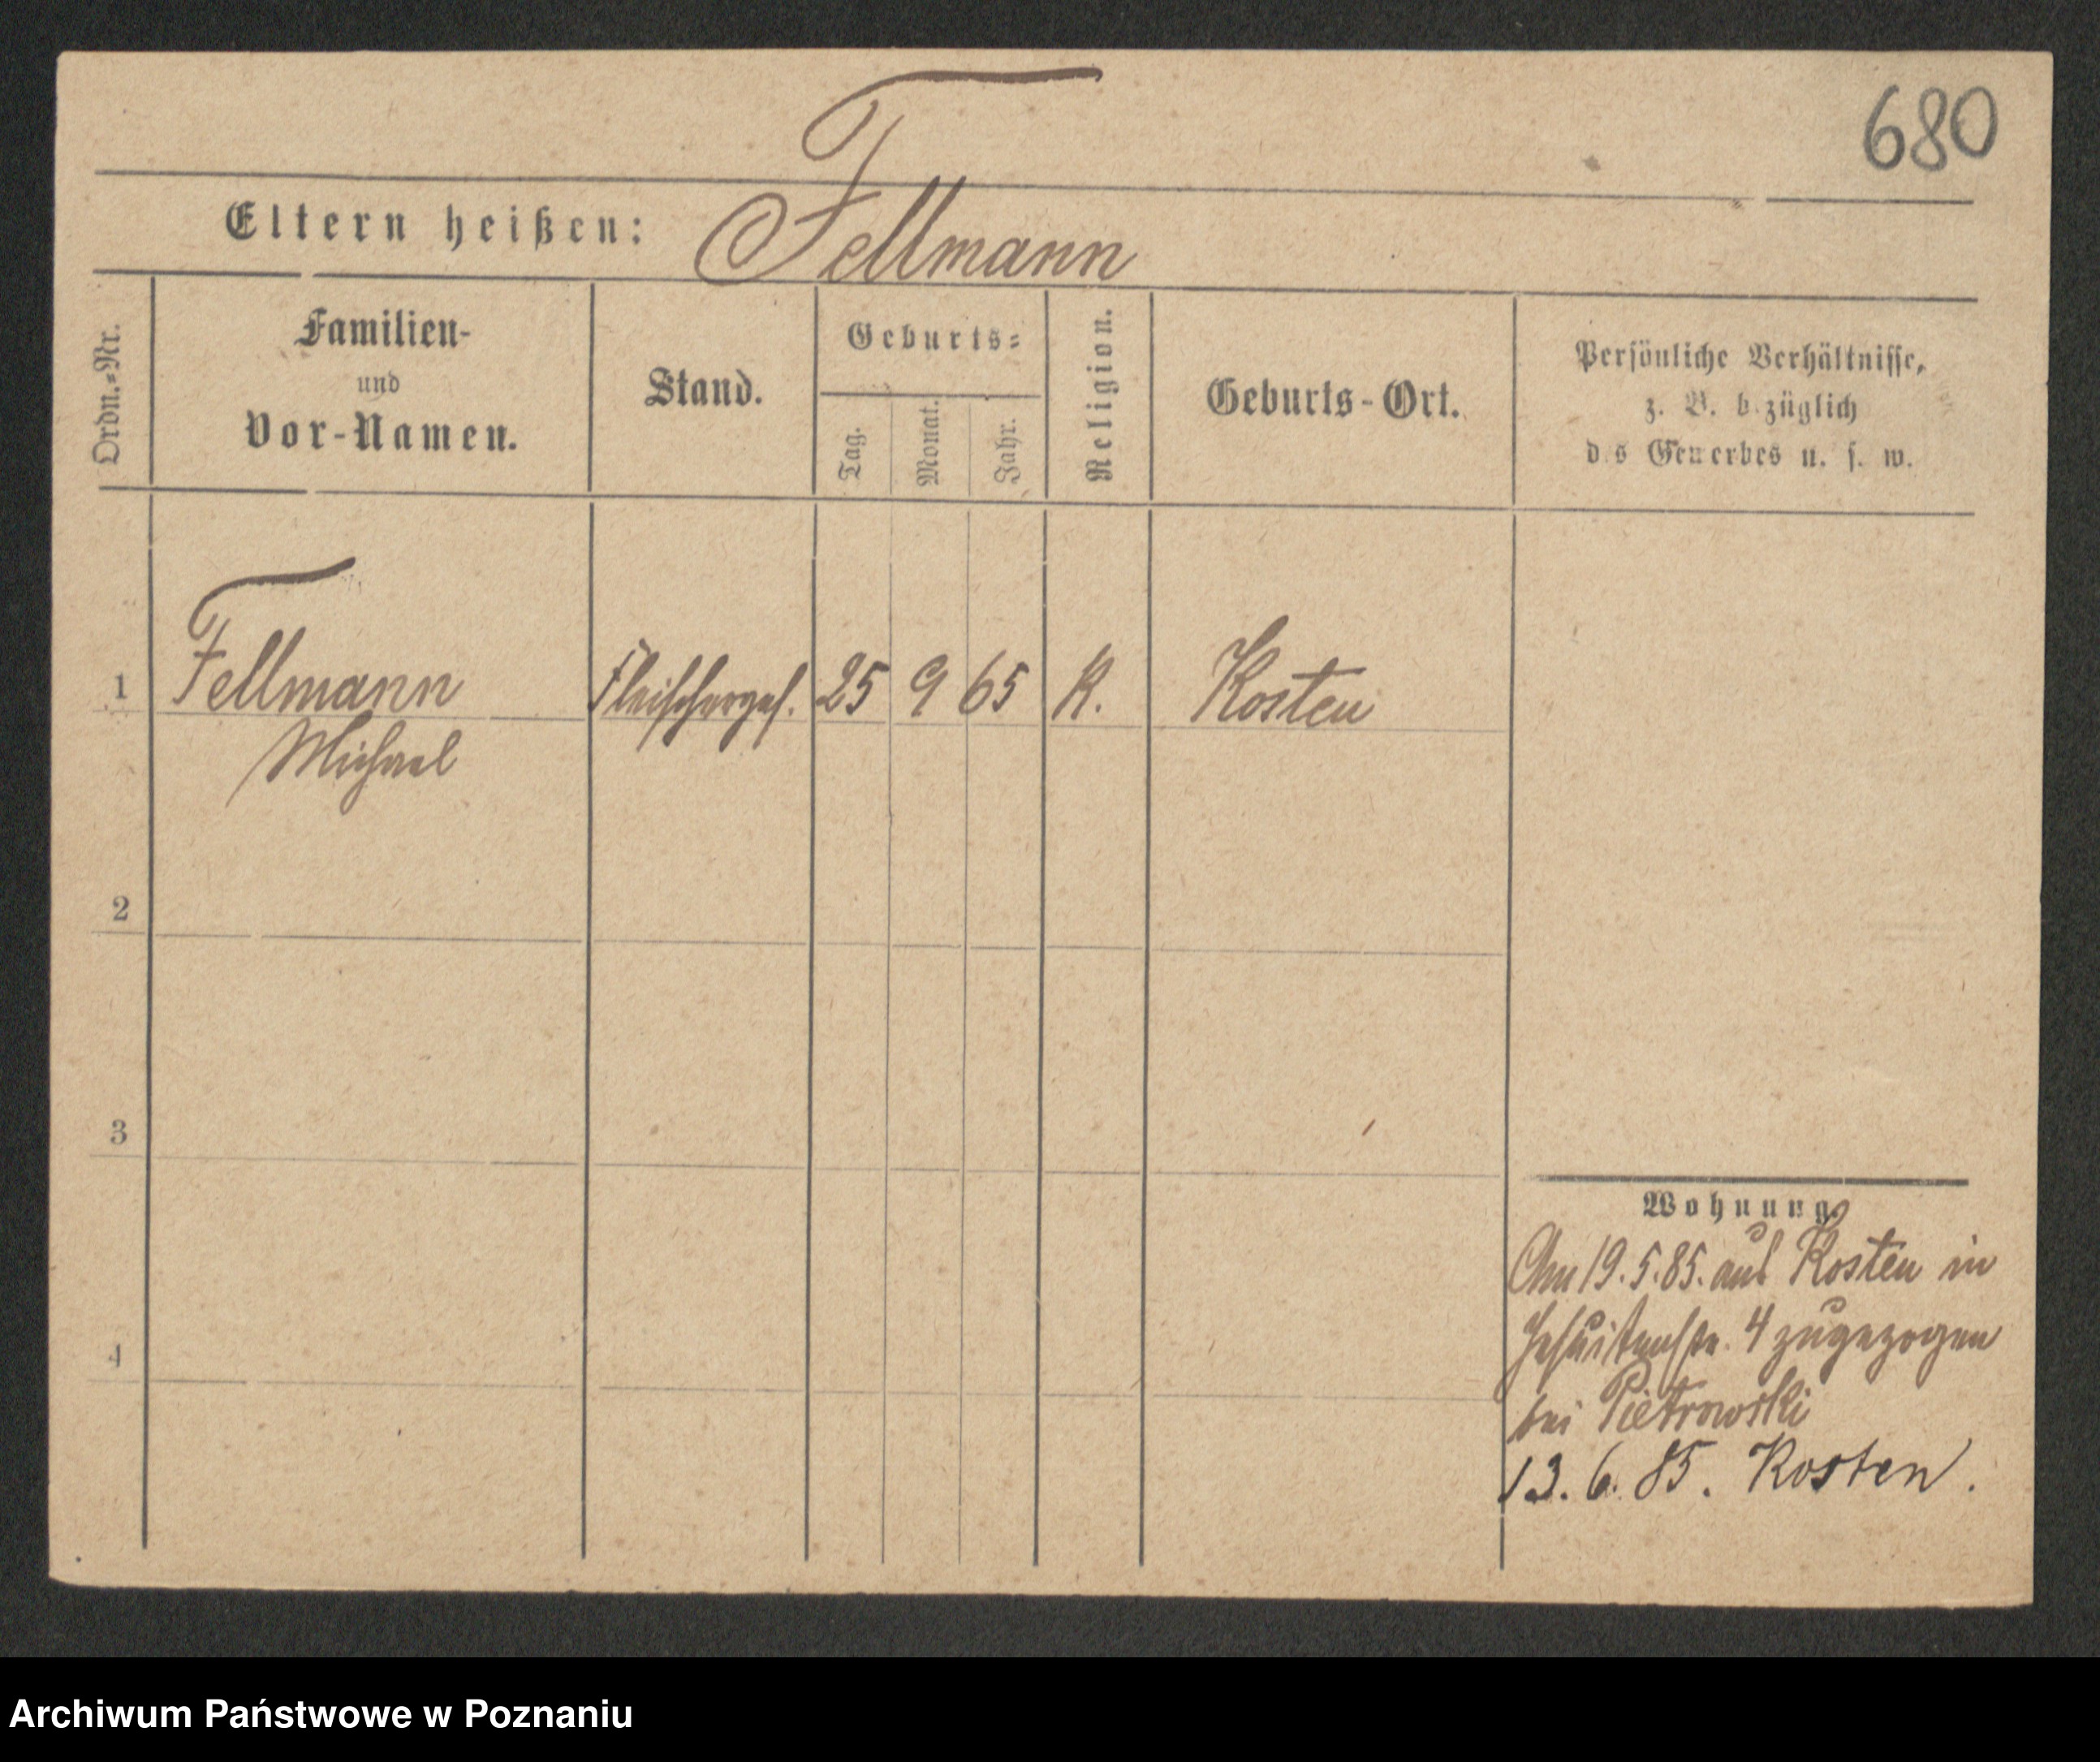 680
Eltern heißen: Fellmann
Ordn.=Nr.
Familien-
und
Vor-Namen.
Stand.
Geburts=
Tag.
Monat.
Jahr.
Religion.
Geburts-Ort.
Persönliche Verhältnisse,
z. B. b.züglich
d.s Gewerbes u. s. w.
1 Fellmann Fleischerges. 25 9 65 K. Kosten
Michael
2
3
4
Wohnung.
Am 19.5.85. aus Kosten in
Jesuitenstr. 4 zugezogen
bei Pietrowski
13. 6. 85. Kosten.
Archiwum Państwowe w Poznaniu